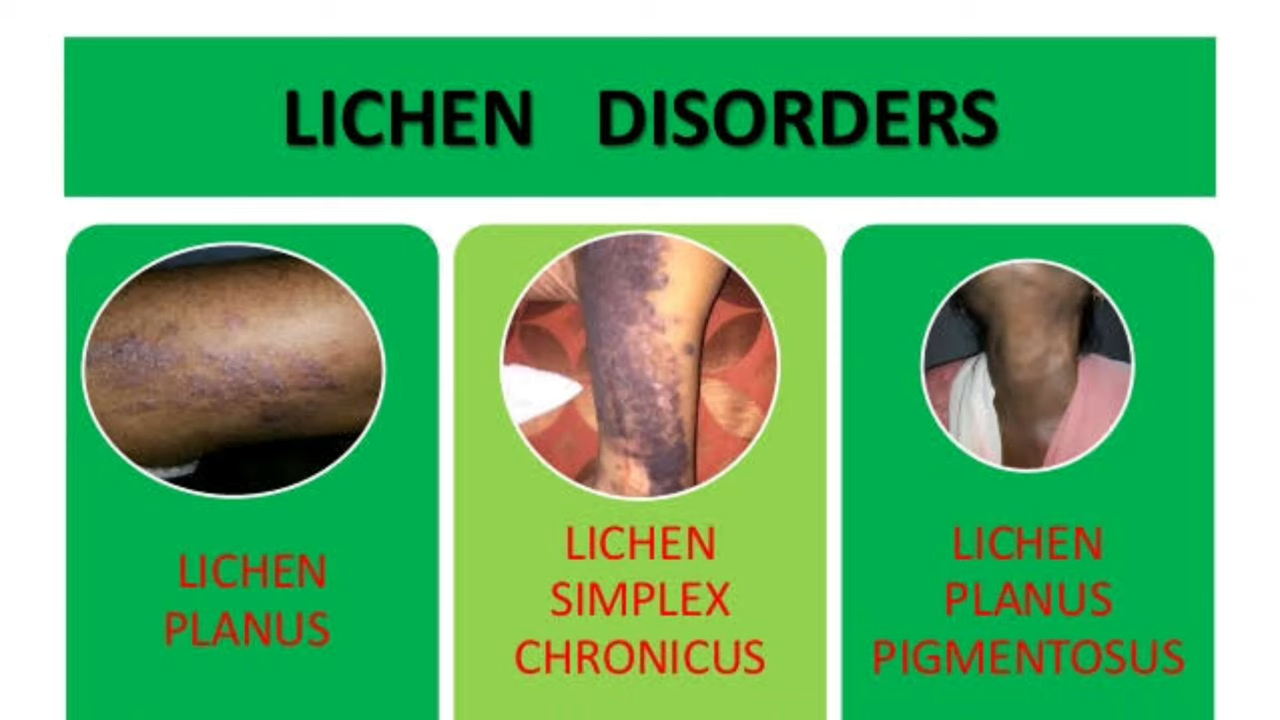 LICHEN DISORDERS
LICHEN
PLANUS
LICHEN
SIMPLEX
CHRONICUS
LICHEN
PLANUS
PIGMENTOSUS